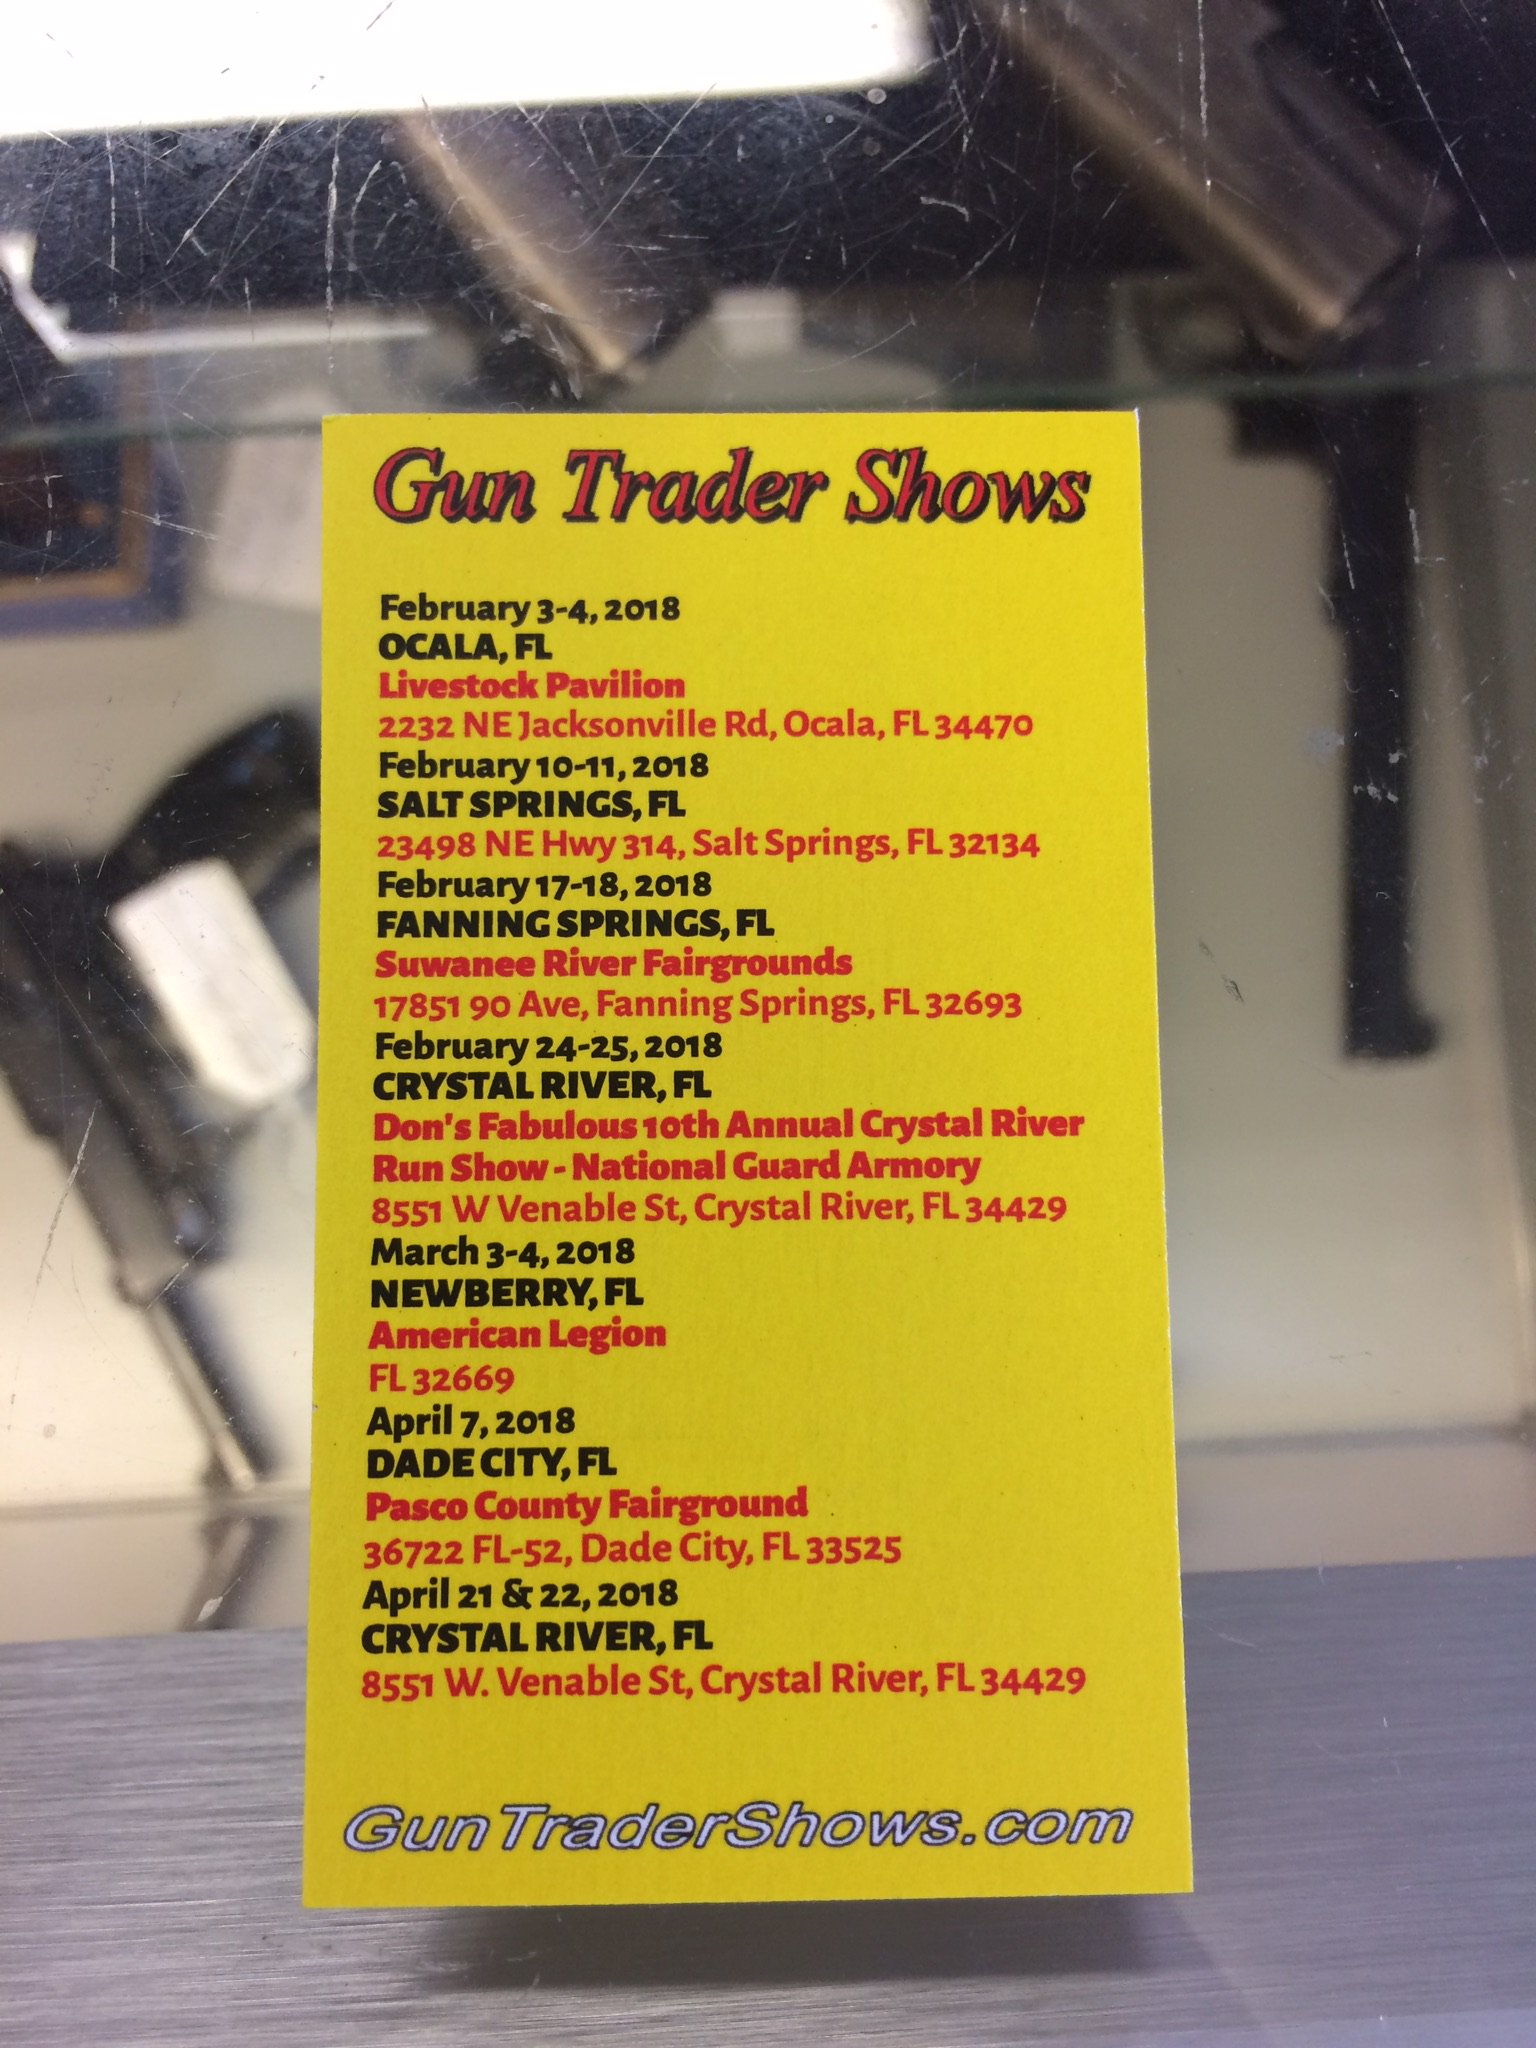 Gun Trader Shows
February 3-4, 2018
OCALA, FL
Livestock Pavilion
2232 NE Jacksonville Rd, Ocala, FL 34470
February 10-11, 2018
SALT SPRINGS, FL
23498 NE Hwy 314, Salt Springs, FL 32134
February 17-18, 2018
FANNING SPRINGS, FL
Suwanee River Fairgrounds
17851 90 Ave, Fanning Springs, FL 32693
February 24-25, 2018
CRYSTAL RIVER, FL
Don's Fabulous 10th Annual Crystal River
Run Show - National Guard Armory
8551 W Venable St, Crystal River, FL 34429
March 3-4, 2018
NEWBERRY, FL
American Legion
FL 32669
April 7, 2018
DADE CITY, FL
Pasco County Fairground
36722 FL-52, Dade City, FL 33525
April 21 & 22, 2018
CRYSTAL RIVER, FL
8551 W. Venable St, Crystal River, FL 34429
GunTraderShows.com